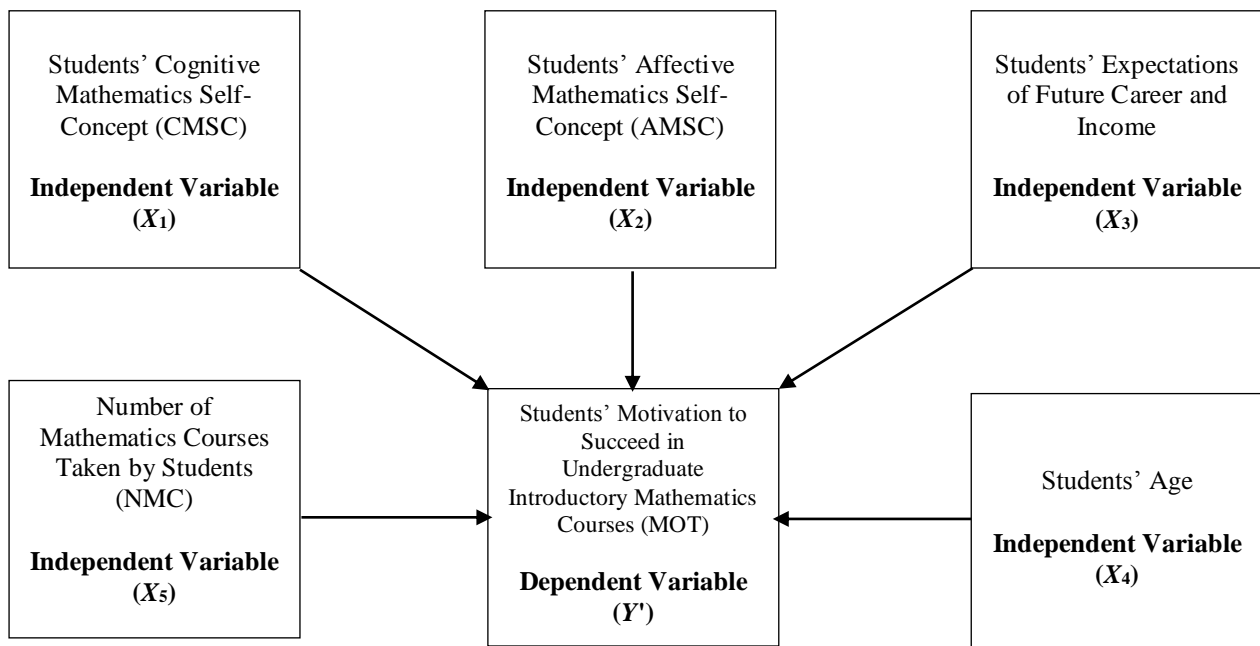 Students’ Cognitive
Mathematics Self-
Concept (CMSC)
Independent Variable
(X1)
Students’ Affective
Mathematics Self-
Concept (AMSC)
Independent Variable
(X2)
Students’ Expectations
of Future Career and
Income
Independent Variable
(X3)
Number of
Mathematics Courses
Taken by Students
(NMC)
Independent Variable
(X5)
Students’ Motivation to
Succeed in
Undergraduate
Introductory Mathematics
Courses (MOT)
Dependent Variable
(Y')
Students’ Age
Independent Variable
(X4)